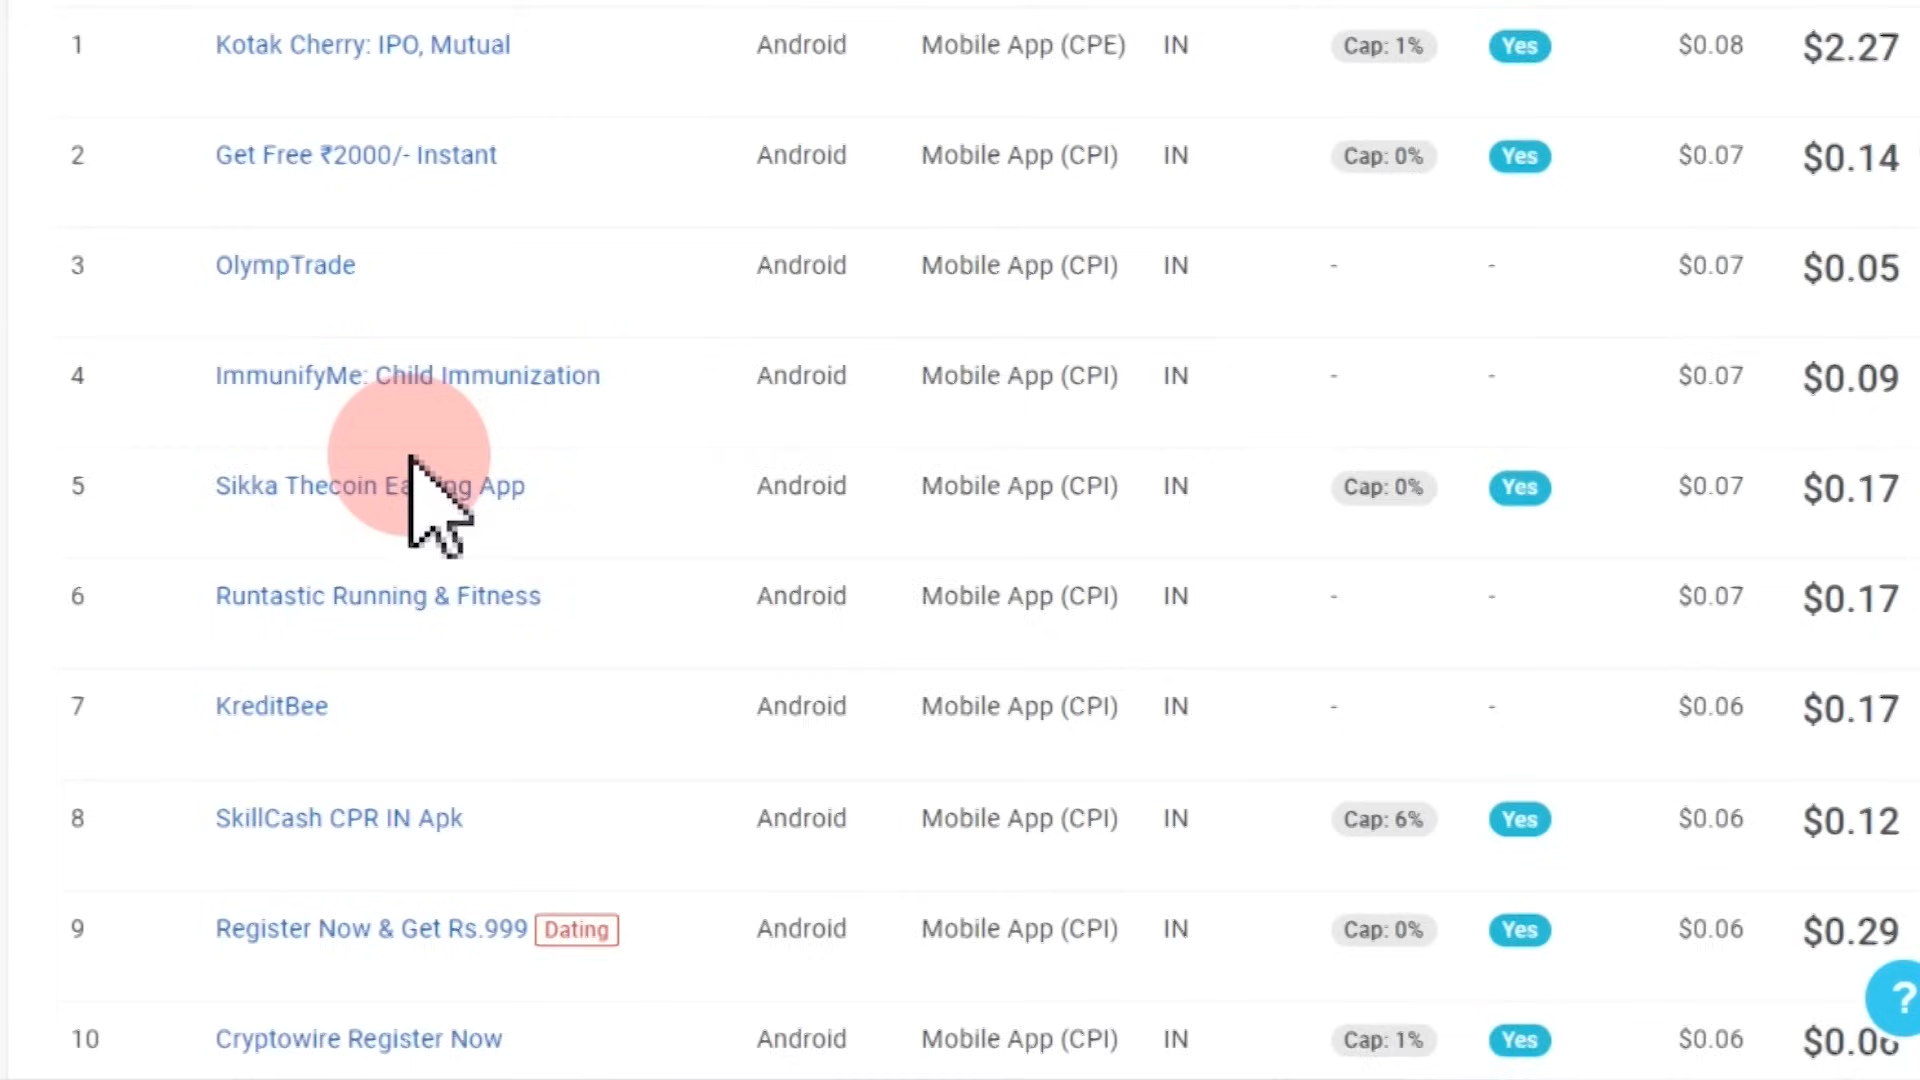 1 Kotak Cherry: IPO, Mutual Android Mobile App (CPE) IN Cap: 1% Yes $0.08 $2.27
2 Get Free ₹2000/- Instant Android Mobile App (CPI) IN Cap: 0% Yes $0.07 $0.14
3 OlympTrade Android Mobile App (CPI) IN - - $0.07 $0.05
4 ImmunifyMe: Child Immunization Android Mobile App (CPI) IN - - $0.07 $0.09
5 Sikka Thecoin App Android Mobile App (CPI) IN Cap: 0% Yes $0.07 $0.17
6 Runtastic Running & Fitness Android Mobile App (CPI) IN - - $0.07 $0.17
7 KreditBee Android Mobile App (CPI) IN - - $0.06 $0.17
8 SkillCash CPR IN Apk Android Mobile App (CPI) IN Cap: 6% Yes $0.06 $0.12
9 Register Now & Get Rs.999 Dating Android Mobile App (CPI) IN Cap: 0% Yes $0.06 $0.29
?
10 Cryptowire Register Now Android Mobile App (CPI) IN Cap: 1% Yes $0.06